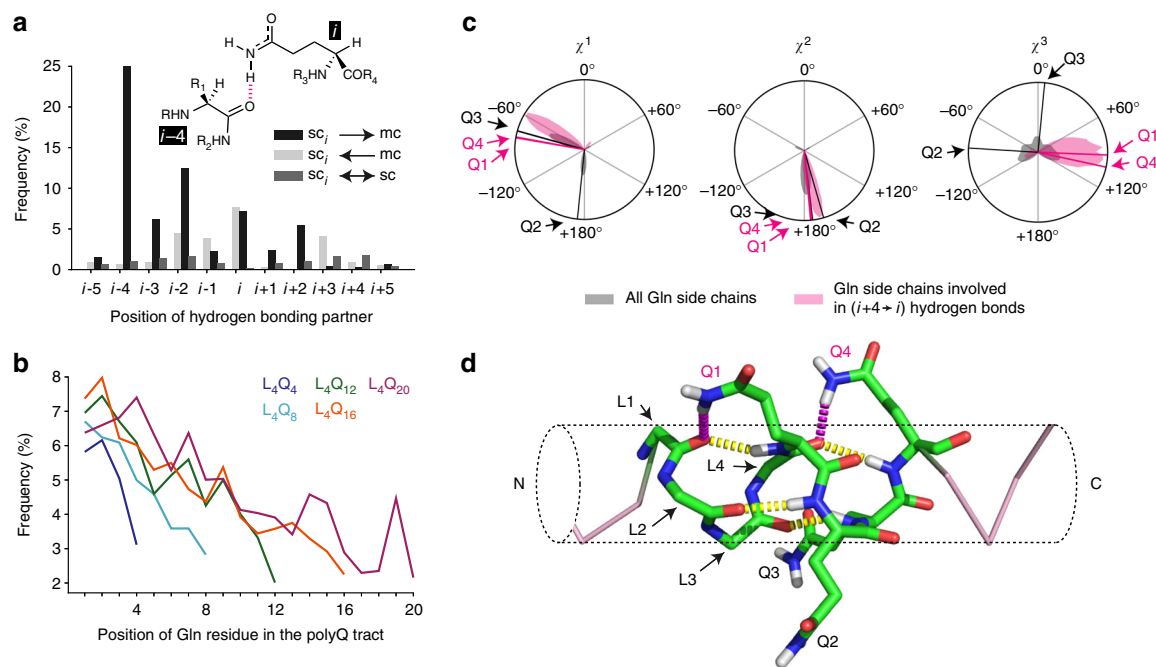 a
O
H
N
H
i
H
R3HN
COR4
R1
H
RHN
O
i–4
R2HN
Frequency (%)
25
20
15
10
5
0
sci → mc
sci ← mc
sci ↔ sc
i-5 i-4 i-3 i-2 i-1 i i+1 i+2 i+3 i+4 i+5
Position of hydrogen bonding partner
b
Frequency (%)
8
7
6
5
4
3
2
L4Q4 L4Q12 L4Q20
L4Q8 L4Q16
4 8 12 16 20
Position of Gln residue in the polyQ tract
c
χ1
0°
–60° +60°
Q3
Q4
Q1
–120° +120°
Q2
+180°
χ2
0°
–60° +60°
–120° +120°
Q3
Q4
Q1
Q2
+180°
χ3
Q3
0°
–60° +60°
Q2
Q1
Q4
–120° +120°
+180°
All Gln side chains
Gln side chains involved
in (i+4→i) hydrogen bonds
d
Q1
Q4
L1
N
L4
C
L2
L3
Q3
Q2